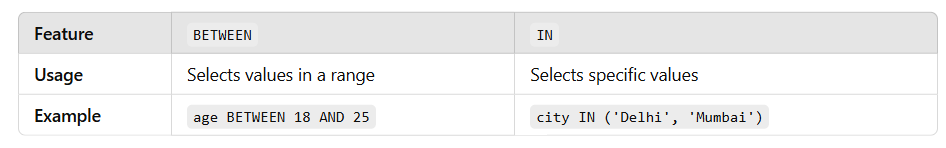 Feature BETWEEN IN
Usage Selects values in a range Selects specific values
Example age BETWEEN 18 AND 25 city IN ('Delhi', 'Mumbai')